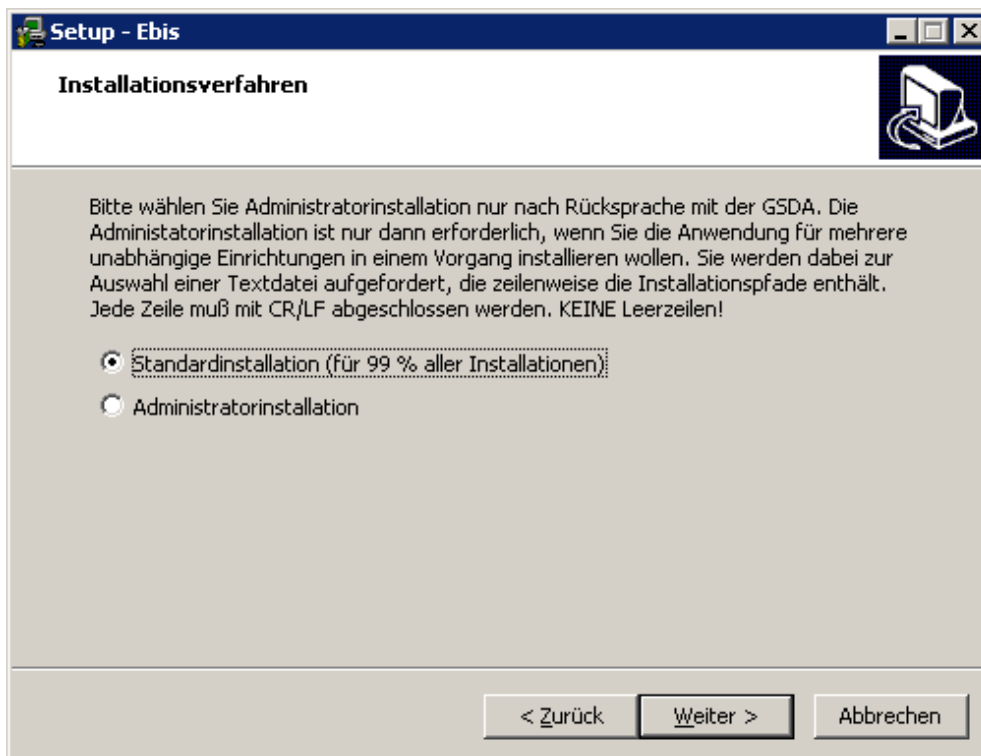 Setup - Ebis
Installationsverfahren
Bitte wählen Sie Administratorinstallation nur nach Rücksprache mit der GSDA. Die
Administatorinstallation ist nur dann erforderlich, wenn Sie die Anwendung für mehrere
unabhängige Einrichtungen in einem Vorgang installieren wollen. Sie werden dabei zur
Auswahl einer Textdatei aufgefordert, die zeilenweise die Installationspfade enthält.
Jede Zeile muß mit CR/LF abgeschlossen werden. KEINE Leerzeilen!
Standardinstallation (für 99 % aller Installationen)
Administratorinstallation
< Zurück
Weiter >
Abbrechen